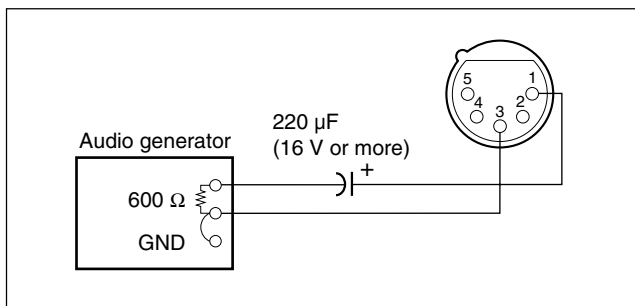 5
1
4
3
2
220 µF
(16 V or more)
+
Audio generator
600 Ω
GND